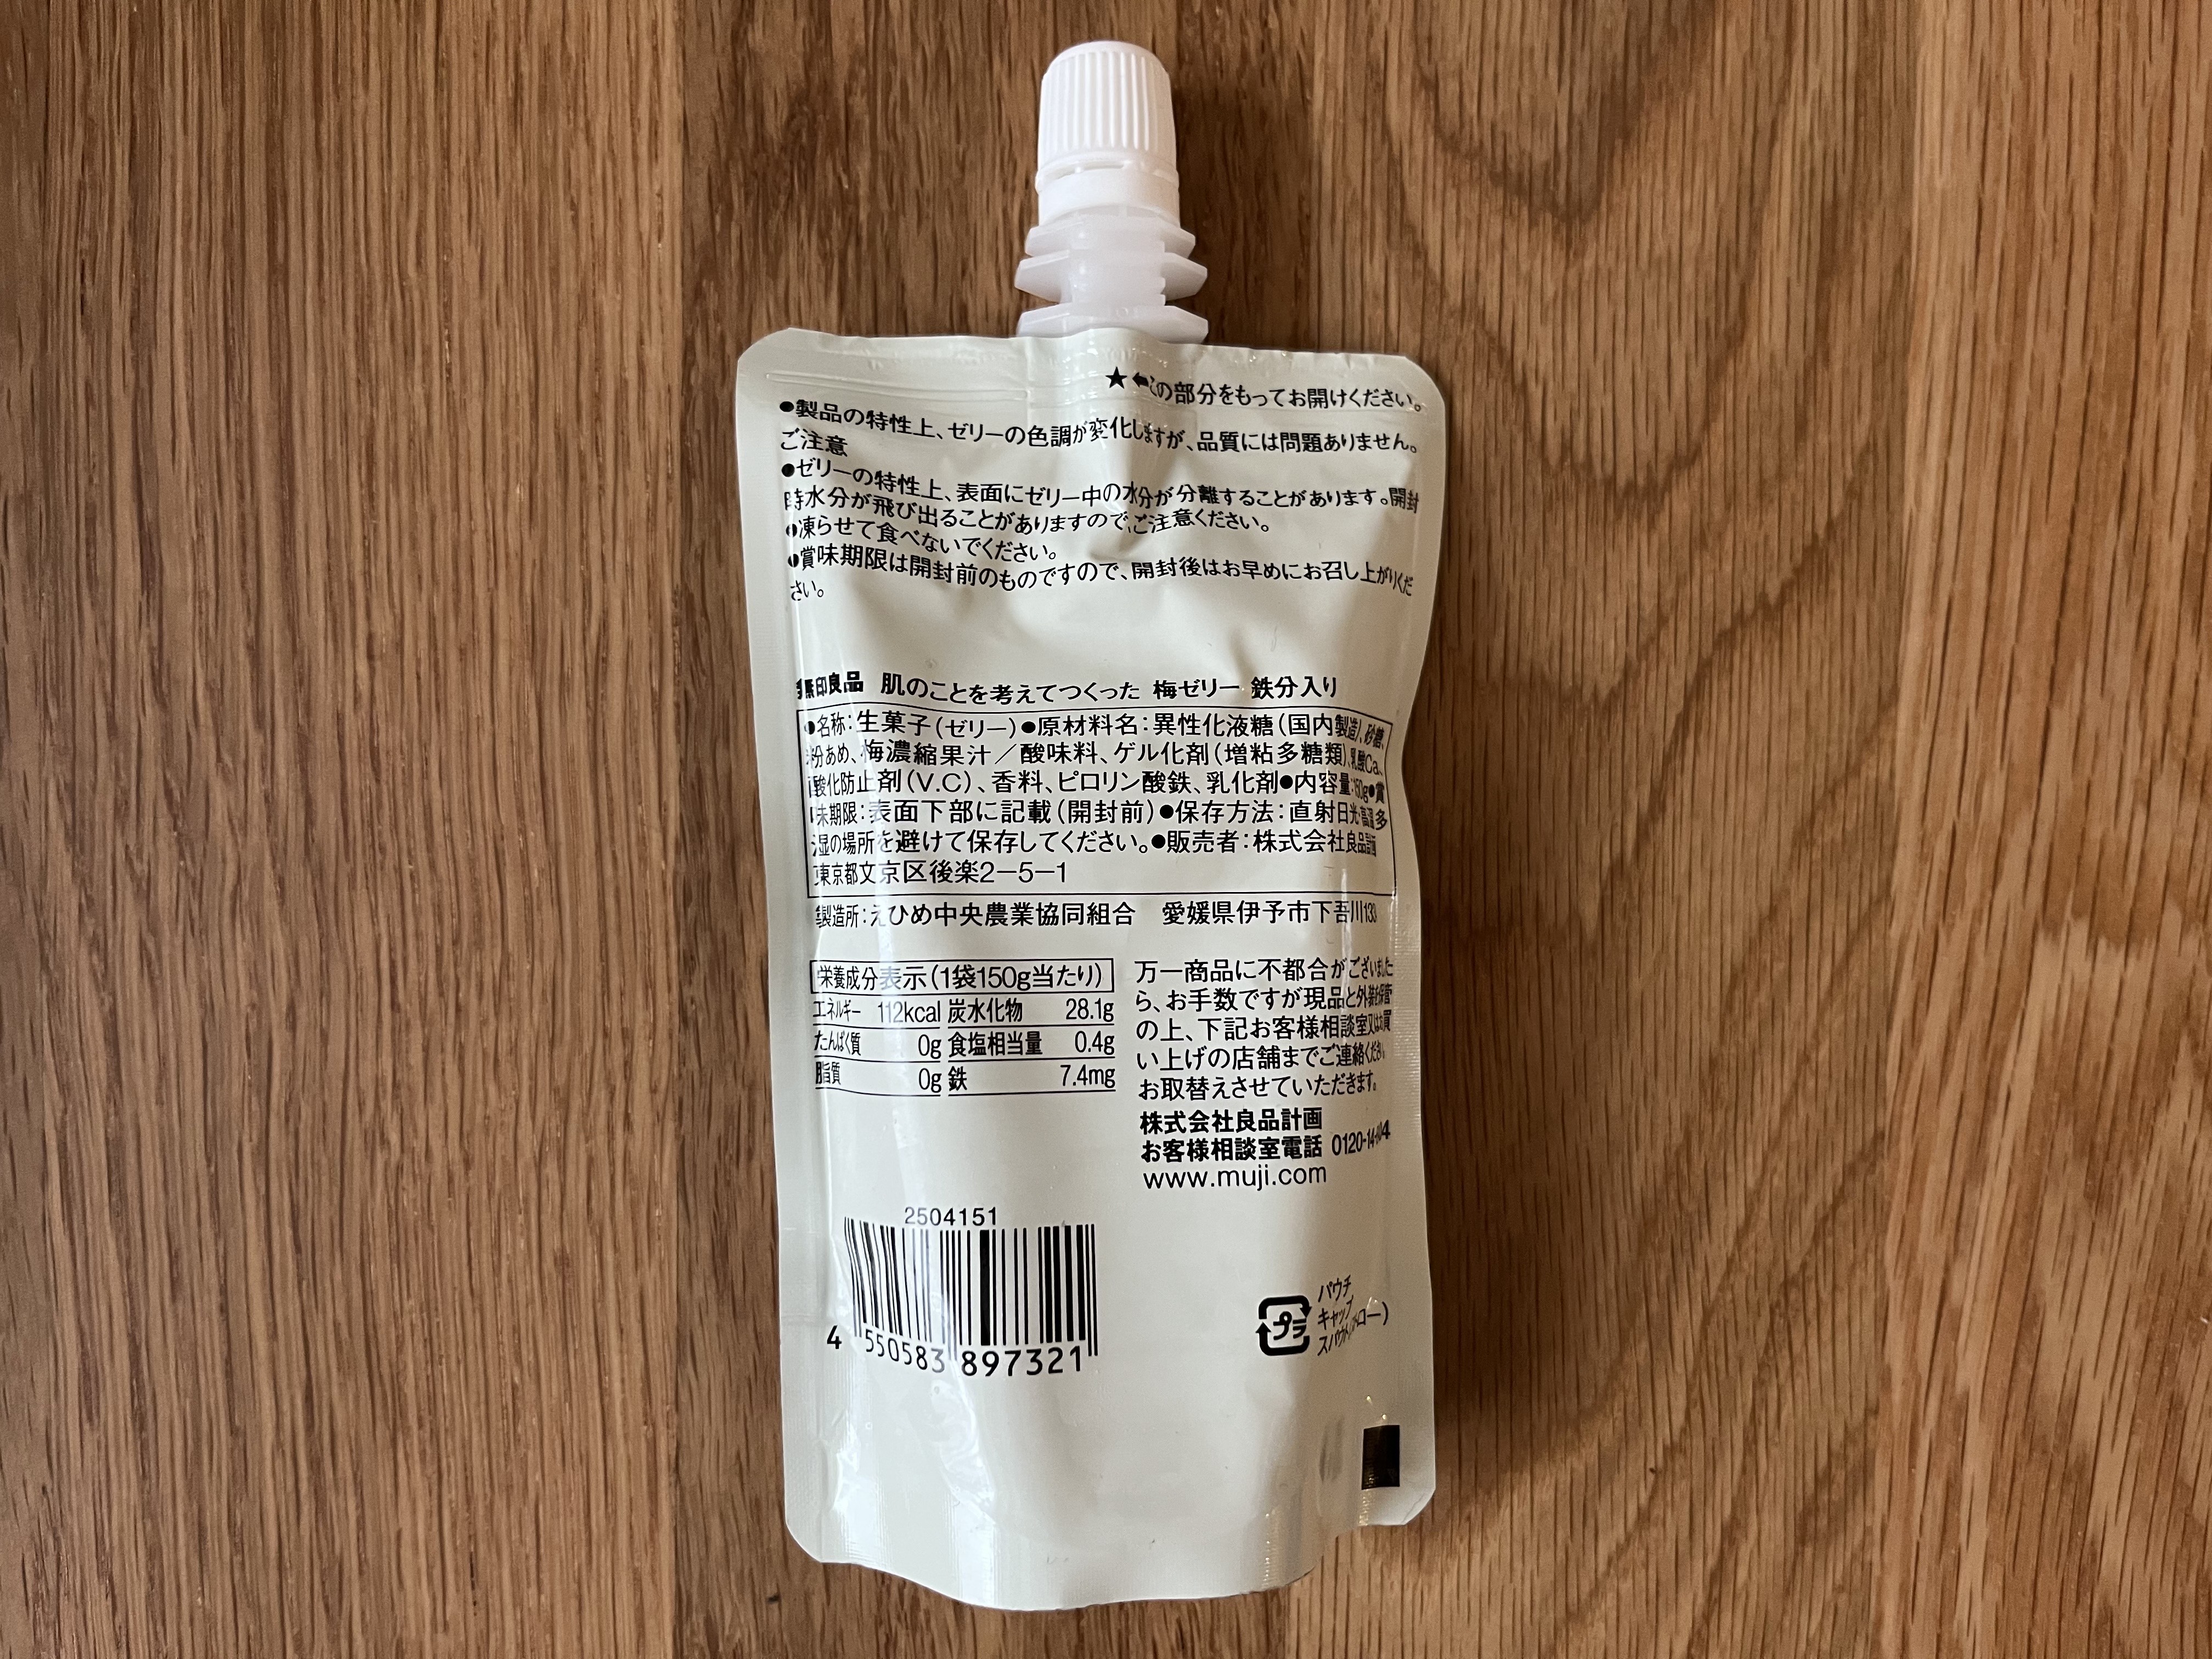 ★⬅この部分をもってお開けください。
●製品の特性上、ゼリーの色調が変化しますが、品質には問題ありません。
ご注意
●ゼリーの特性上、表面にゼリー中の水分が分離することがあります。開封
時水分が飛び出ることがありますので、ご注意ください。
●凍らせて食べないでください。
●賞味期限は開封前のものですので、開封後はお早めにお召し上がりくだ
さい。
無印良品 肌のことを考えてつくった 梅ゼリー 鉄分入り
●名称：生菓子(ゼリー)●原材料名：異性化液糖(国内製造)、砂糖、
水分あめ、梅濃縮果汁／酸味料、ゲル化剤(増粘多糖類)、乳酸Ca、
酸化防止剤(V.C)、香料、ピロリン酸鉄、乳化剤●内容量:150g●賞
味期限：表面下部に記載(開封前)●保存方法：直射日光・高温多
湿の場所を避けて保存してください。●販売者：株式会社良品計画
東京都文京区後楽2－5－1
製造所：えひめ中央農業協同組合 愛媛県伊予市下吾川133
栄養成分表示(1袋150g当たり)
エネルギー 112kcal 炭水化物 28.1g
たんぱく質 0g 食塩相当量 0.4g
脂質 0g 鉄 7.4mg
万一商品に不都合がございました
ら、お手数ですが現品と外装を保管
の上、下記お客様相談室又はお買
い上げの店舗までご連絡ください。
お取替えさせていただきます。
株式会社良品計画
お客様相談室電話
www.muji.com
2504151
4 550583 897321
プラ
パウチ
キャップ
スパウト(ストロー)